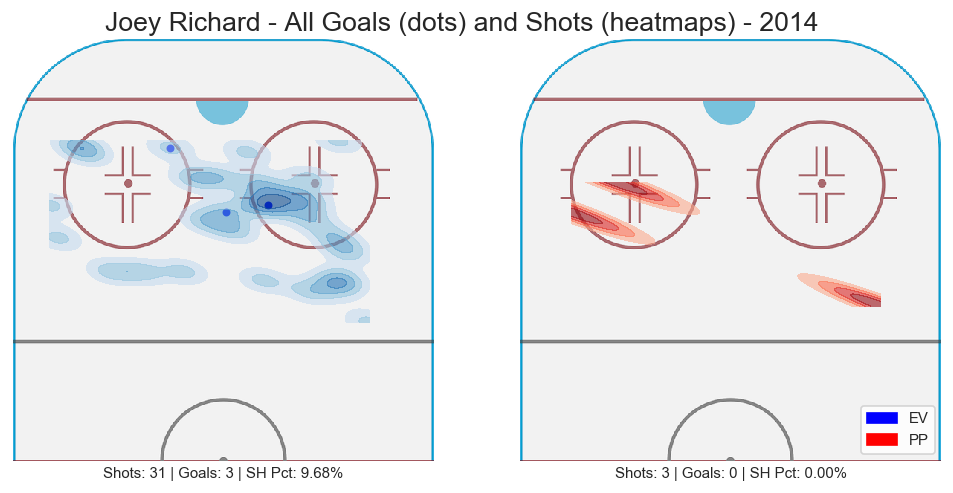 Joey Richard - All Goals (dots) and Shots (heatmaps) - 2014
EV
PP
Shots: 31 | Goals: 3 | SH Pct: 9.68%
Shots: 3 | Goals: 0 | SH Pct: 0.00%